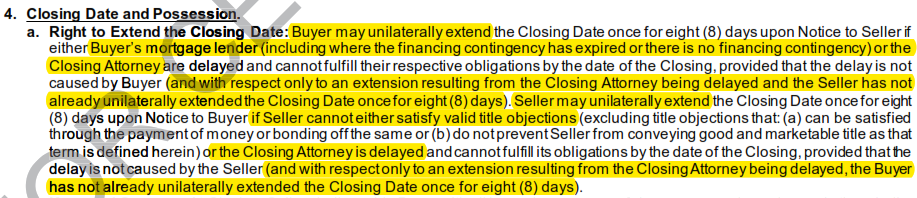 4. Closing Date and Possession.
a. Right to Extend the Closing Date: Buyer may unilaterally extend the Closing Date once for eight (8) days upon Notice to Seller if
either Buyer's mortgage lender (including where the financing contingency has expired or there is no financing contingency) or the
Closing Attorney are delayed and cannot fulfill their respective obligations by the date of the Closing, provided that the delay is not
caused by Buyer (and with respect only to an extension resulting from the Closing Attorney being delayed and the Seller has not
already unilaterally extended the Closing Date once for eight (8) days). Seller may unilaterally extend the Closing Date once for eight
(8) days upon Notice to Buyer if Seller cannot either satisfy valid title objections (excluding title objections that: (a) can be satisfied
through the payment of money or bonding off the same or (b) do not prevent Seller from conveying good and marketable title as that
term is defined herein) or the Closing Attorney is delayed and cannot fulfill its obligations by the date of the Closing, provided that the
delay is not caused by the Seller (and with respect only to an extension resulting from the Closing Attorney being delayed, the Buyer
has not already unilaterally extended the Closing Date once for eight (8) days).